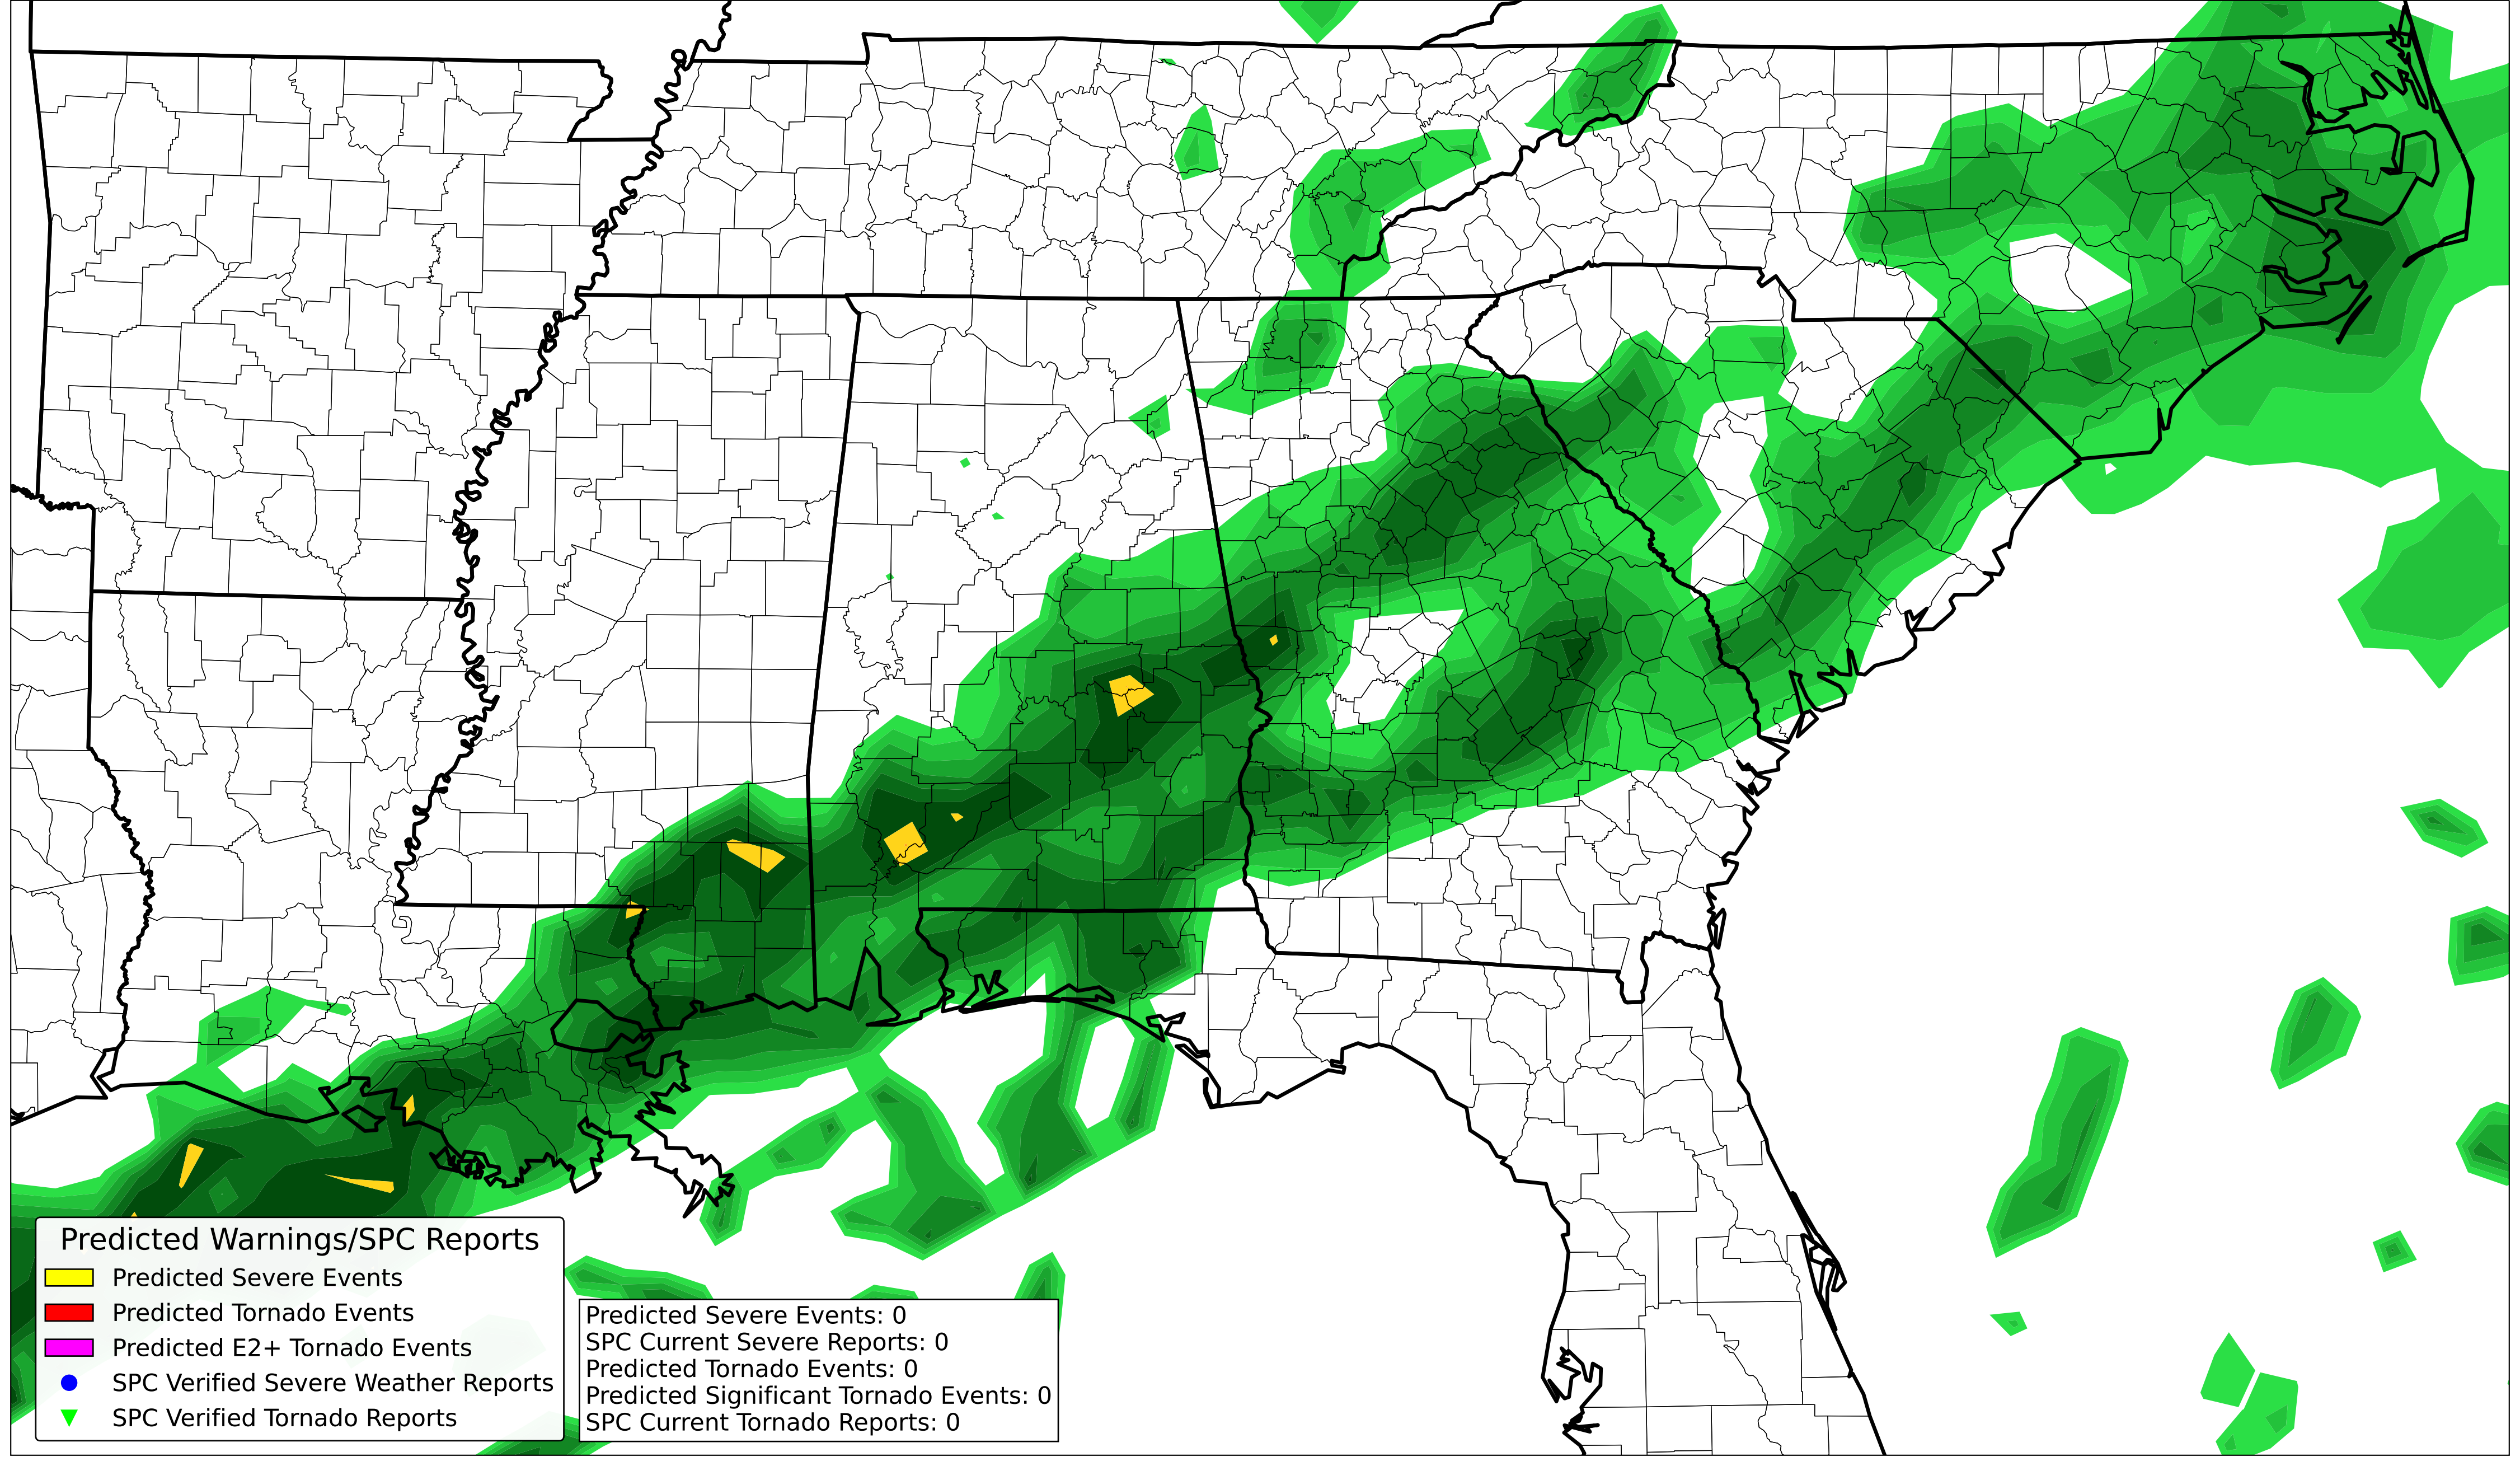 Predicted Warnings/SPC Reports
Predicted Severe Events
Predicted Tornado Events
Predicted E2+ Tornado Events
SPC Verified Severe Weather Reports
SPC Verified Tornado Reports
Predicted Severe Events: 0
SPC Current Severe Reports: 0
Predicted Tornado Events: 0
Predicted Significant Tornado Events: 0
SPC Current Tornado Reports: 0